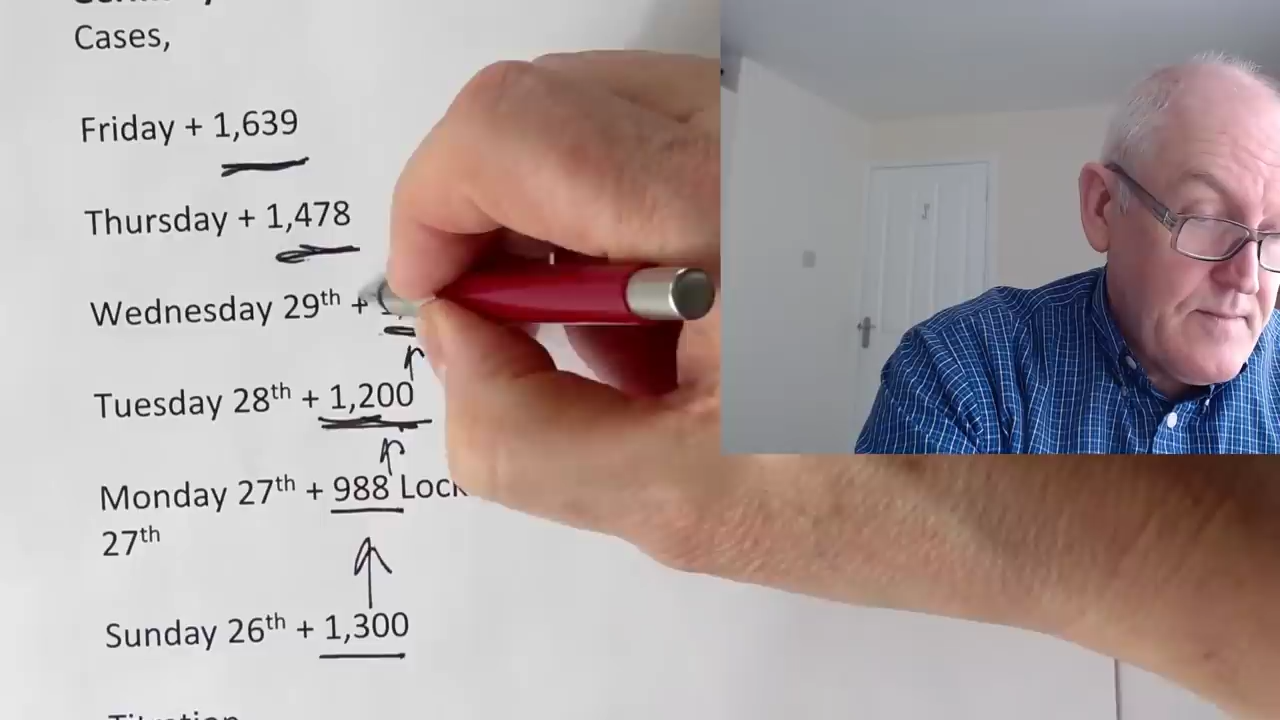 Cases,
Friday + 1,639
Thursday + 1,478
Wednesday 29th +
Tuesday 28th + 1,200
Monday 27th + 988
27th
Sunday 26th + 1,300